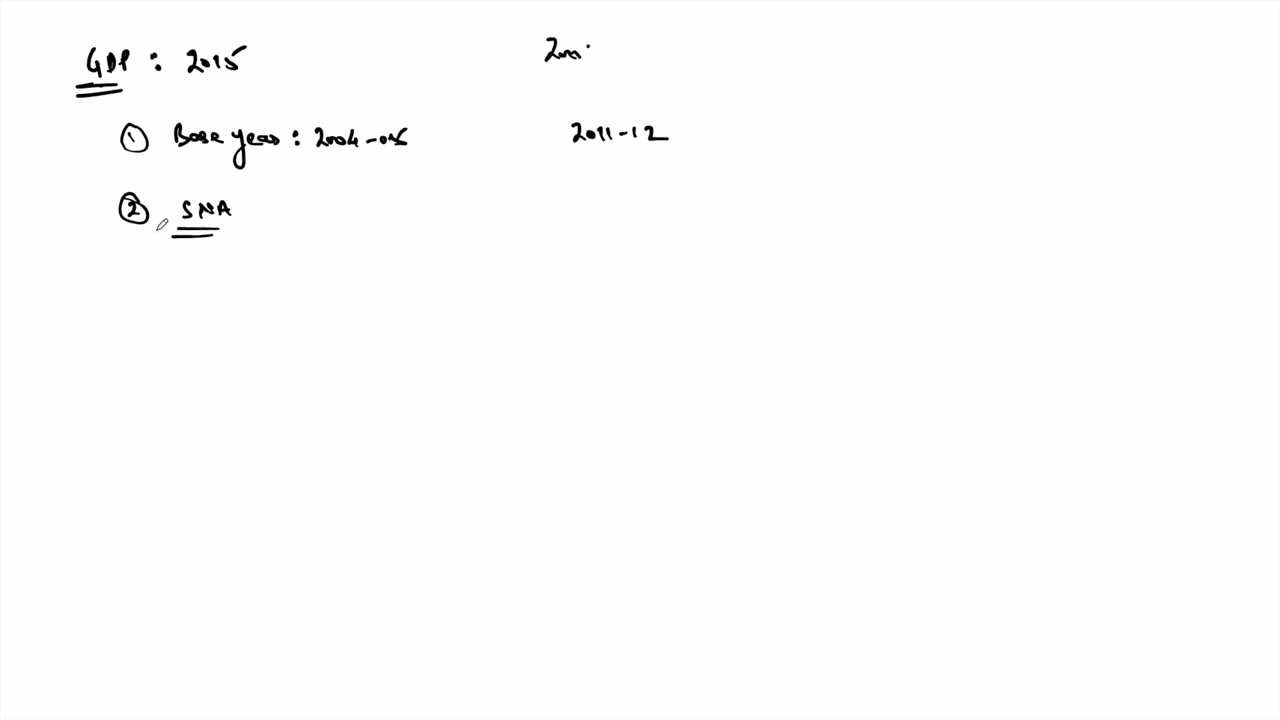 GDP : 2015
① Base year : 2004-05 2011-12
② SNA